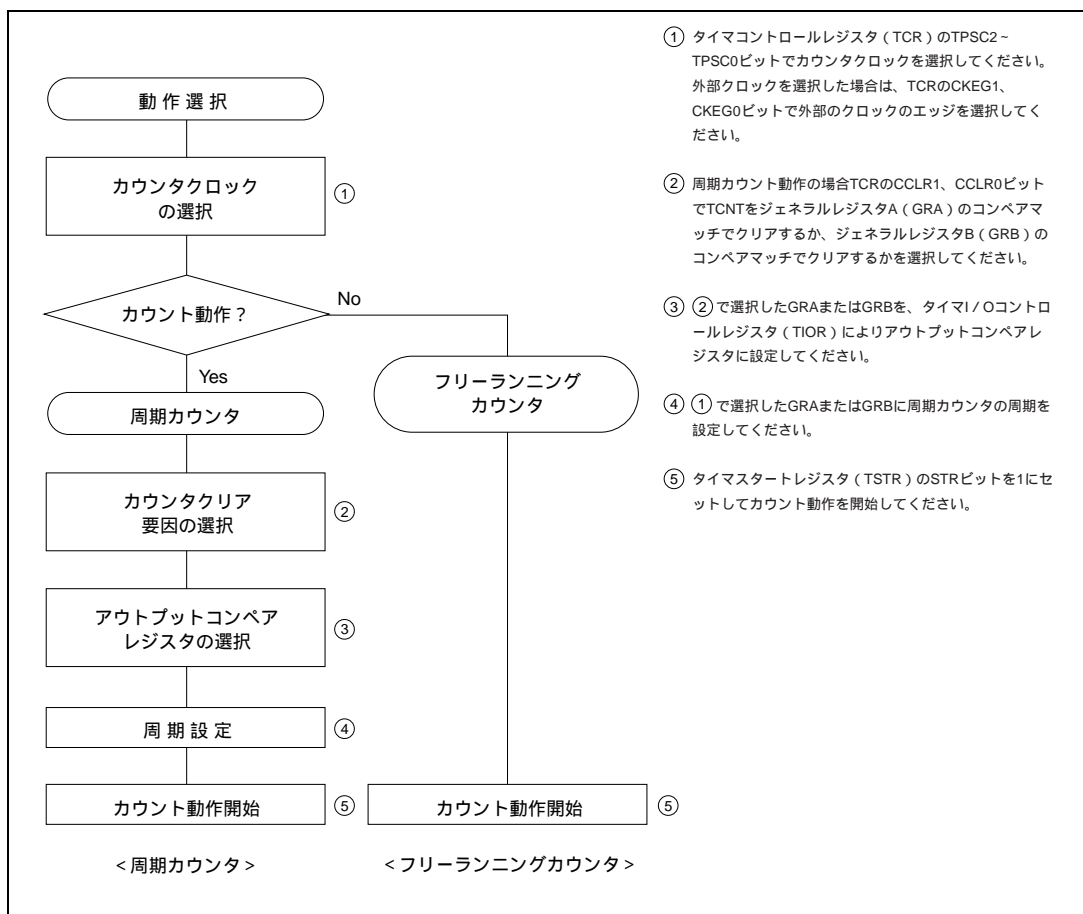 動作選択
カウンタクロック
の選択
①
カウント動作？
No
Yes
周期カウンタ
フリーランニング
カウンタ
カウンタクリア
要因の選択
②
アウトプットコンペア
レジスタの選択
③
周期設定
④
カウント動作開始
⑤
カウント動作開始
⑤
＜周期カウンタ＞
＜フリーランニングカウンタ＞
① タイマコントロールレジスタ（TCR）のTPSC2～
TPSC0ビットでカウンタクロックを選択してください。
外部クロックを選択した場合は、TCRのCKEG1、
CKEG0ビットで外部のクロックのエッジを選択してく
ださい。
② 周期カウント動作の場合TCRのCCLR1、CCLR0ビット
でTCNTをジェネラルレジスタA（GRA）のコンペアマ
ッチでクリアするか、ジェネラルレジスタB（GRB）の
コンペアマッチでクリアするかを選択してください。
③ ②で選択したGRAまたはGRBを、タイマI／Oコントロ
ールレジスタ（TIOR）によりアウトプットコンペアレ
ジスタに設定してください。
④ ①で選択したGRAまたはGRBに周期カウンタの周期を
設定してください。
⑤ タイマスタートレジスタ（TSTR）のSTRビットを1にセ
ットしてカウント動作を開始してください。